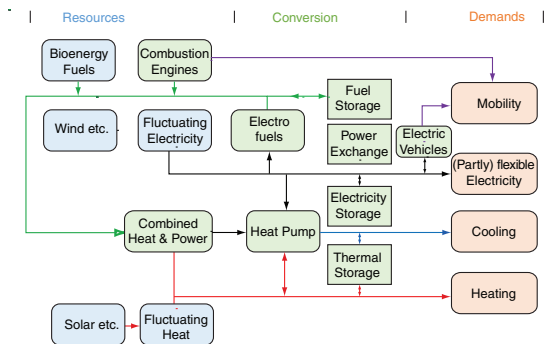 Resources
Conversion
Demands
Bioenergy
Fuels
Combustion
Engines
Fuel
Storage
Mobility
Wind etc.
Fluctuating
Electricity
Electro
fuels
Power
Exchange
Electric
Vehicles
(Partly) flexible
Electricity
Electricity
Storage
Combined
Heat & Power
Heat Pump
Cooling
Thermal
Storage
Heating
Solar etc.
Fluctuating
Heat